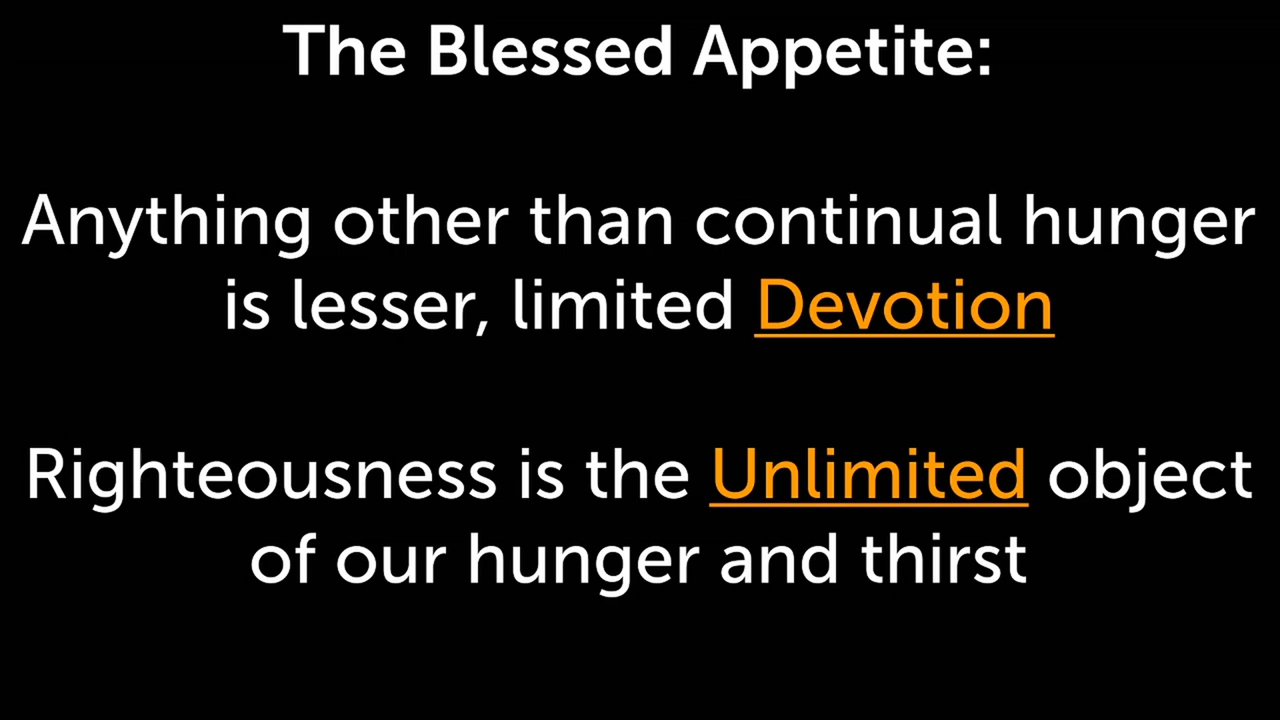 The Blessed Appetite:
Anything other than continual hunger
is lesser, limited Devotion
Righteousness is the Unlimited object
of our hunger and thirst